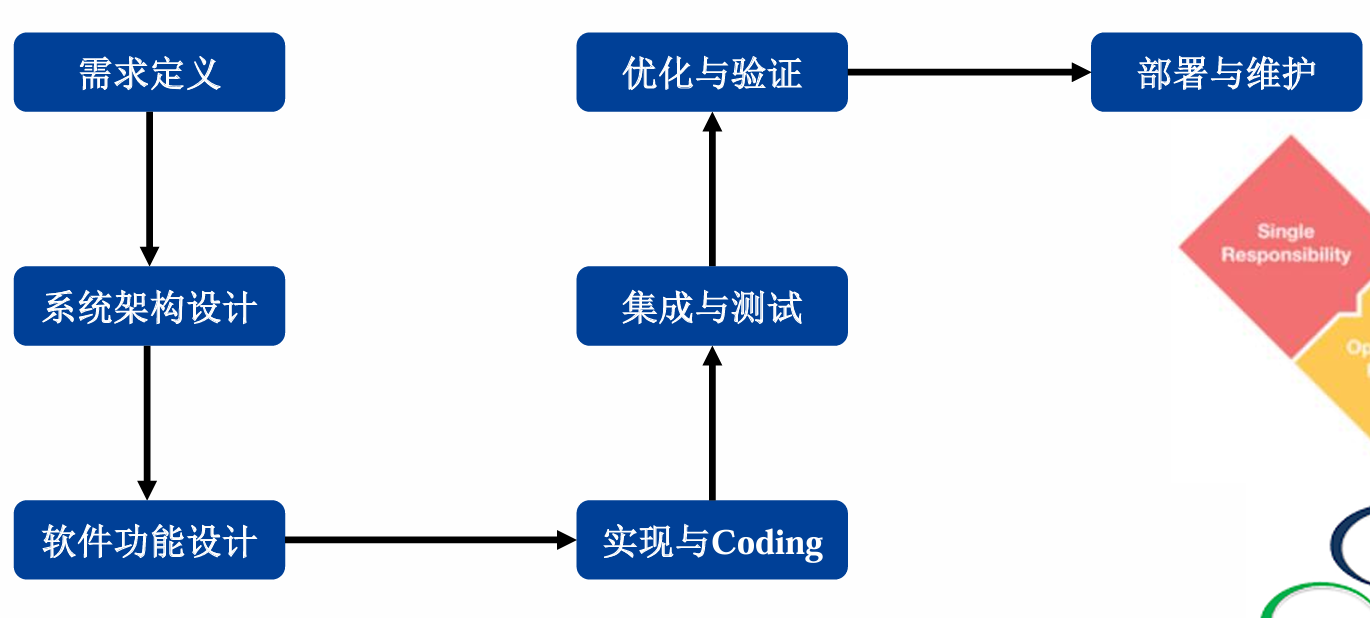 需求定义
系统架构设计
软件功能设计
实现与Coding
集成与测试
优化与验证
部署与维护
Single
Responsibility